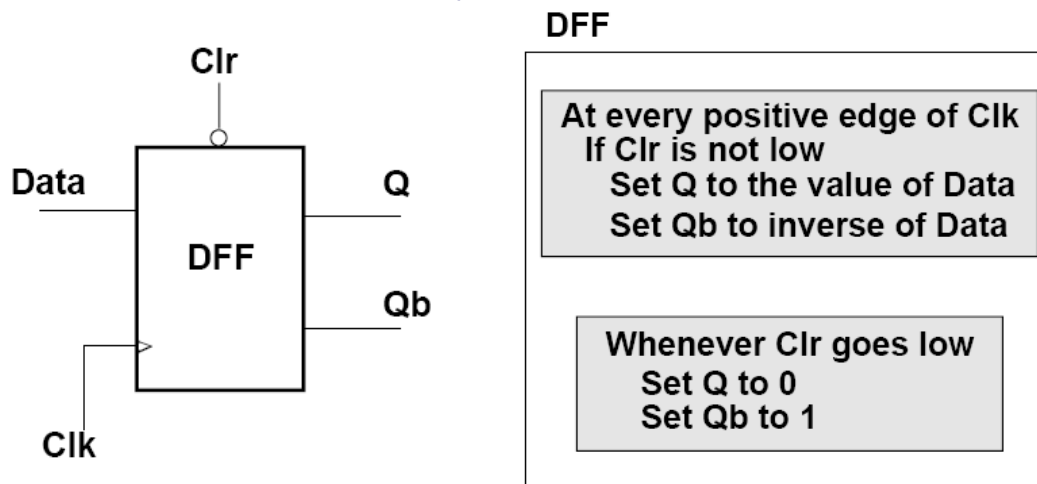 Clr
Data
Q
DFF
Qb
Clk
DFF
At every positive edge of Clk
If Clr is not low
Set Q to the value of Data
Set Qb to inverse of Data
Whenever Clr goes low
Set Q to 0
Set Qb to 1